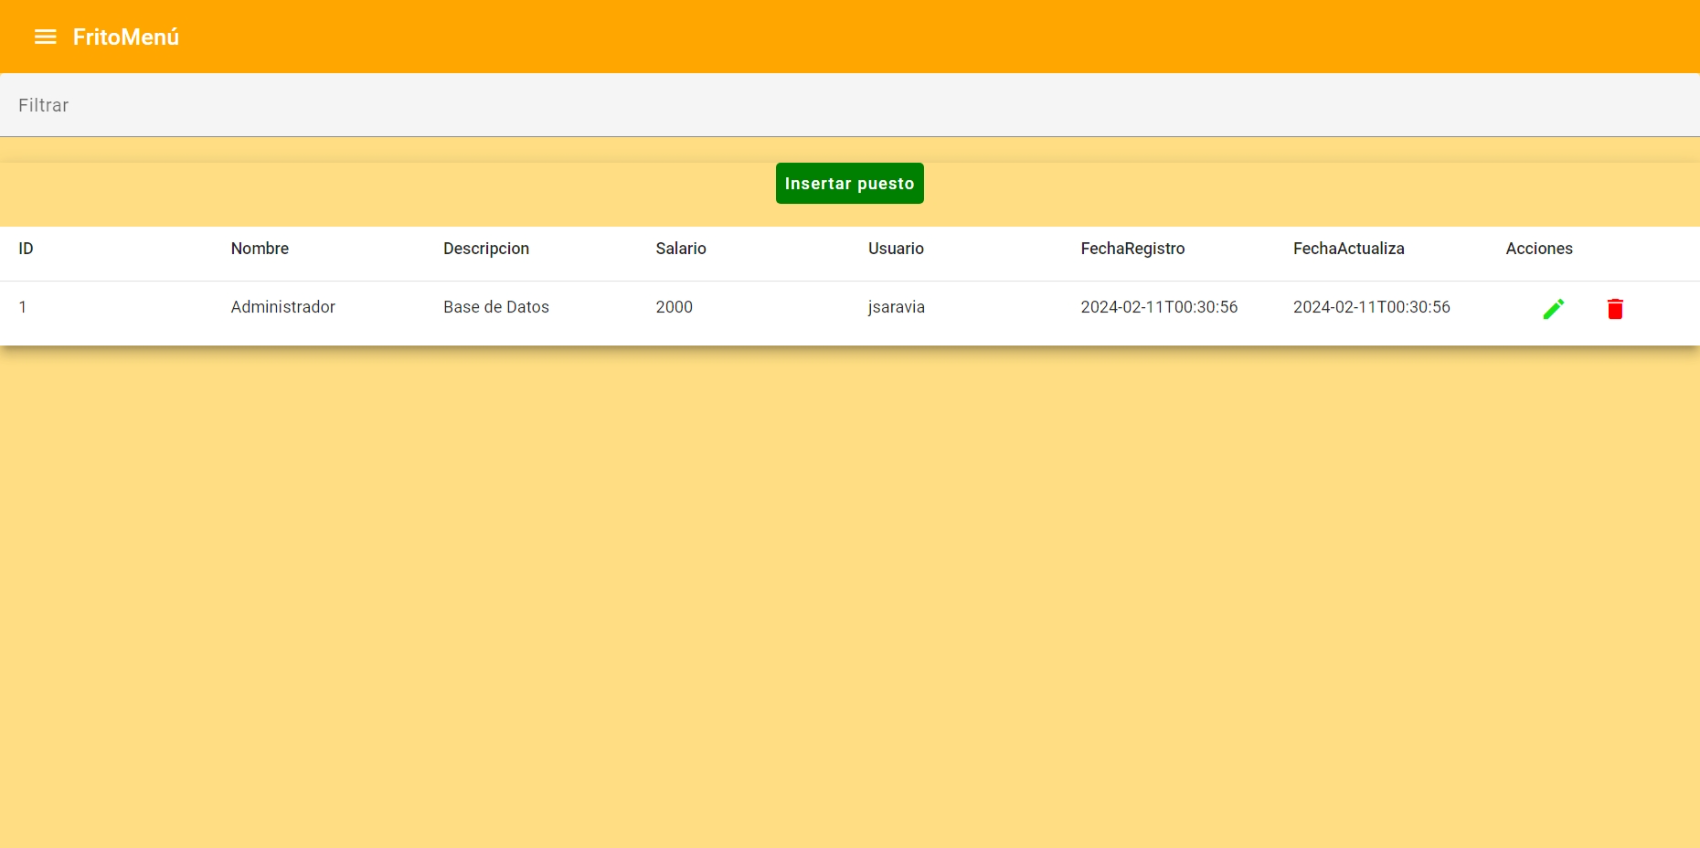 FritoMenú
Filtrar
Insertar puesto
ID Nombre Descripcion Salario Usuario FechaRegistro FechaActualiza Acciones
1 Administrador Base de Datos 2000 jsaravia 2024-02-11T00:30:56 2024-02-11T00:30:56